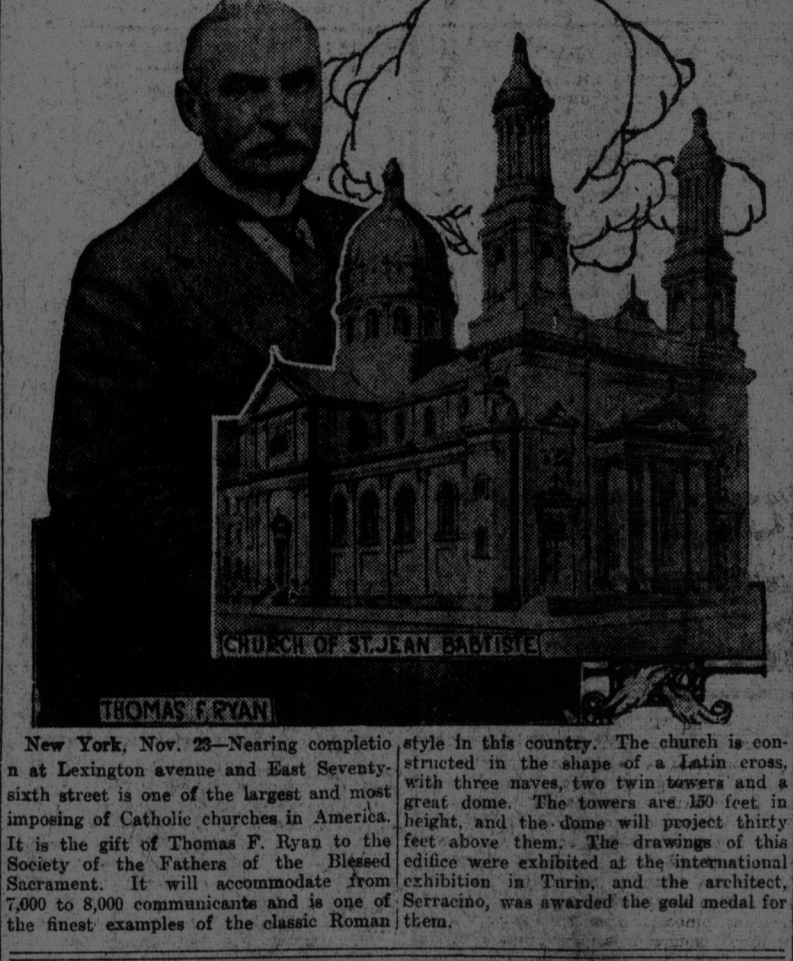 CHURCH OF ST. JEAN BABTISTE
THOMAS F. RYAN
New York, Nov. 23—Nearing completio
n at Lexington avenue and East Seventy-
sixth street is one of the largest and most
imposing of Catholic churches in America.
It is the gift of Thomas F. Ryan to the
Society of the Fathers of the Blessed
Sacrament. It will accommodate from
7,000 to 8,000 communicants and is one of
the finest examples of the classic Roman
style in this country. The church is con-
structed in the shape of a Latin cross,
with three naves, two twin towers and a
great dome. The towers are 150 feet in
height, and the dome will project thirty
feet above them. The drawings of this
edifice were exhibited at the international
exhibition in Turin, and the architect,
Serracino, was awarded the gold medal for
them.